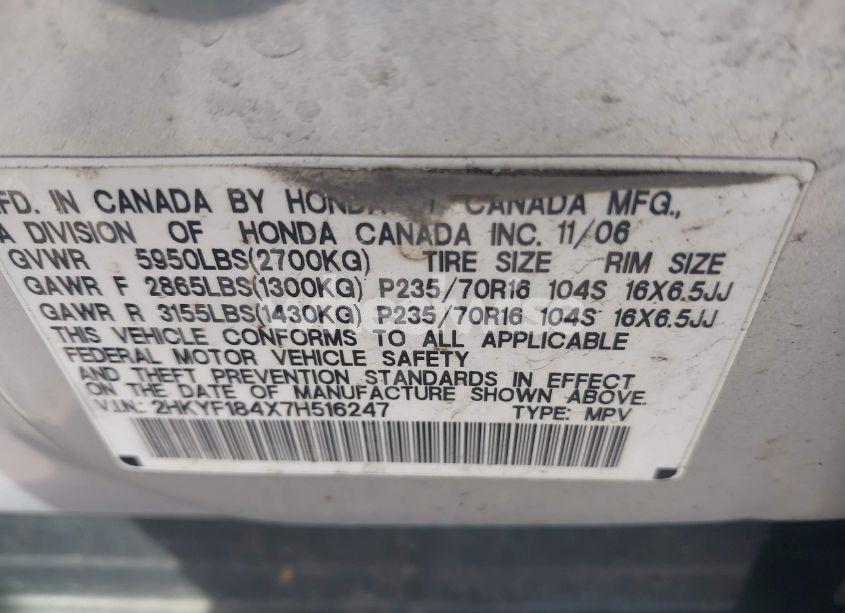 FD. IN CANADA BY HONDA OF CANADA MFG.,
A DIVISION OF HONDA CANADA INC. 11/06
GVWR 5950LBS(2700KG) TIRE SIZE RIM SIZE
GAWR F 2865LBS(1300KG) P235/70R16 104S 16X6.5JJ
GAWR R 3155LBS(1430KG) P235/70R16 104S 16X6.5JJ
THIS VEHICLE CONFORMS TO ALL APPLICABLE
FEDERAL MOTOR VEHICLE SAFETY
AND THEFT PREVENTION STANDARDS IN EFFECT
ON THE DATE OF MANUFACTURE SHOWN ABOVE.
V.I.N.: 2HKYF184X7H516247 TYPE: MPV